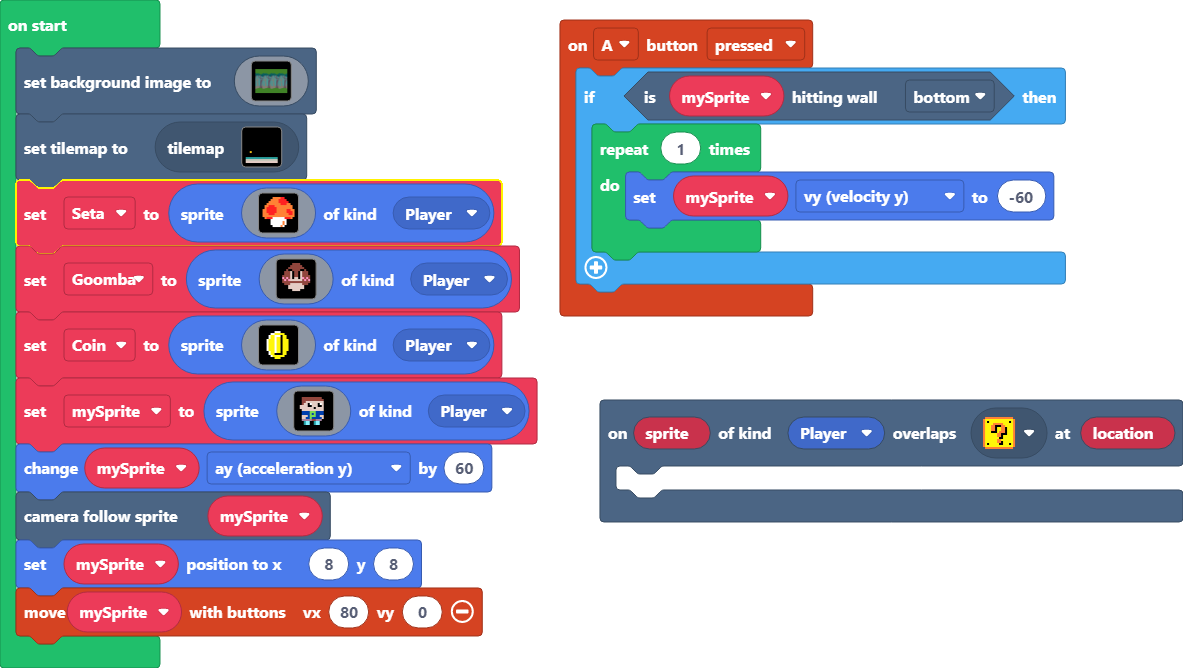 on start
set background image to
set tilemap to tilemap
set Seta to sprite of kind Player
set Goomba to sprite of kind Player
set Coin to sprite of kind Player
set mySprite to sprite of kind Player
change mySprite ay (acceleration y) by 60
camera follow sprite mySprite
set mySprite position to x 8 y 8
move mySprite with buttons vx 80 vy 0
on A button pressed
if is mySprite hitting wall bottom then
repeat 1 times
do set mySprite vy (velocity y) to -60
on sprite of kind Player overlaps ? at location